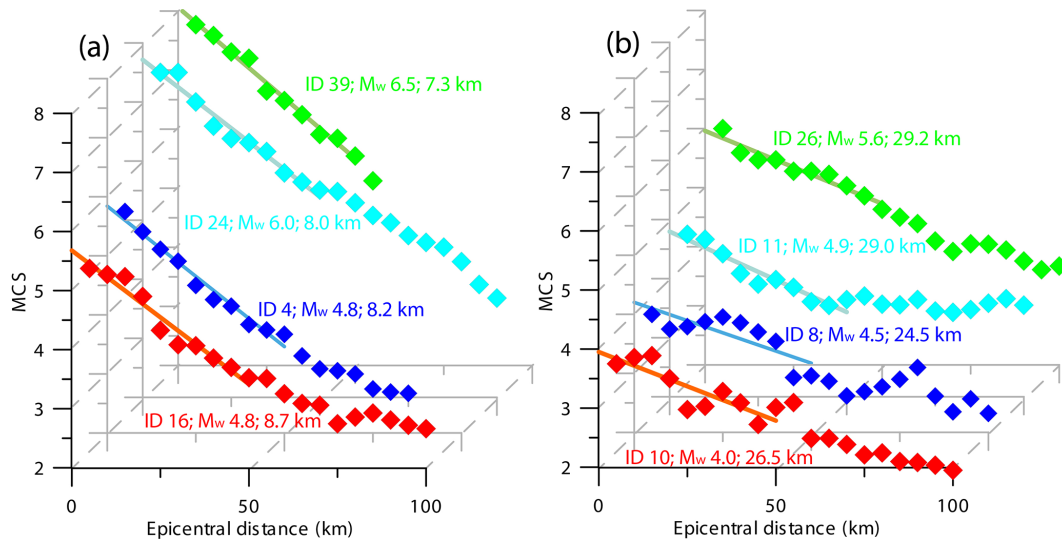 (a)
ID 39; Mw 6.5; 7.3 km
ID 24; Mw 6.0; 8.0 km
ID 4; Mw 4.8; 8.2 km
ID 16; Mw 4.8; 8.7 km
MCS
8
7
6
5
4
3
2
0 50 100
Epicentral distance (km)
(b)
ID 26; Mw 5.6; 29.2 km
ID 11; Mw 4.9; 29.0 km
ID 8; Mw 4.5; 24.5 km
ID 10; Mw 4.0; 26.5 km
MCS
8
7
6
5
4
3
2
0 50 100
Epicentral distance (km)